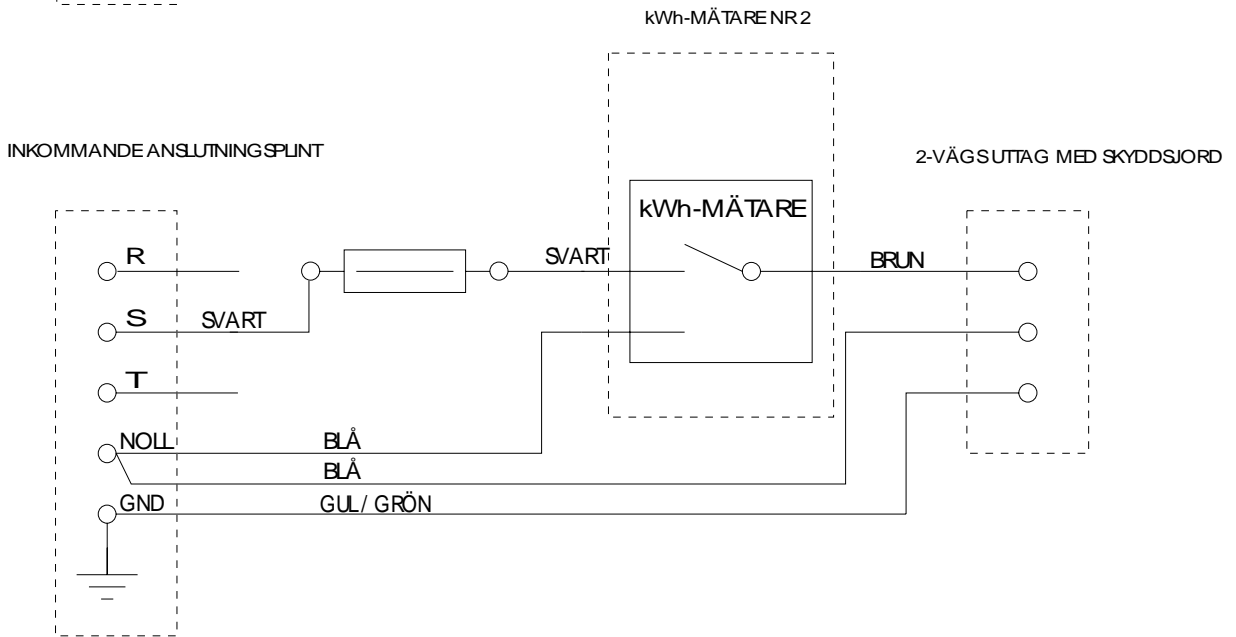 kWh-MÄTARE NR 2
INKOMMANDE ANSLUTNINGSPLINT
2-VÄGSUTTAG MED SKYDDSJORD
kWh-MÄTARE
R
SVART
BRUN
S
SVART
T
NOLL
BLÅ
BLÅ
GND
GUL / GRÖN